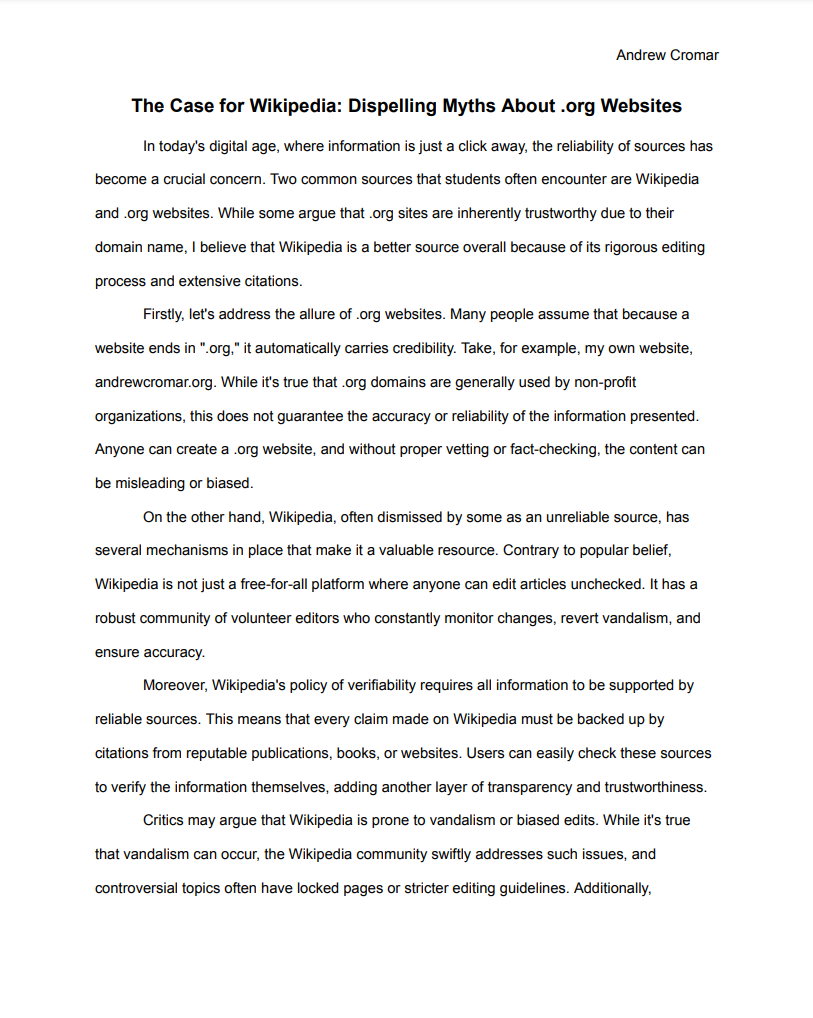 Andrew Cromar
The Case for Wikipedia: Dispelling Myths About .org Websites
In today's digital age, where information is just a click away, the reliability of sources has
become a crucial concern. Two common sources that students often encounter are Wikipedia
and .org websites. While some argue that .org sites are inherently trustworthy due to their
domain name, I believe that Wikipedia is a better source overall because of its rigorous editing
process and extensive citations.
Firstly, let's address the allure of .org websites. Many people assume that because a
website ends in ".org," it automatically carries credibility. Take, for example, my own website,
andrewcromar.org. While it's true that .org domains are generally used by non-profit
organizations, this does not guarantee the accuracy or reliability of the information presented.
Anyone can create a .org website, and without proper vetting or fact-checking, the content can
be misleading or biased.
On the other hand, Wikipedia, often dismissed by some as an unreliable source, has
several mechanisms in place that make it a valuable resource. Contrary to popular belief,
Wikipedia is not just a free-for-all platform where anyone can edit articles unchecked. It has a
robust community of volunteer editors who constantly monitor changes, revert vandalism, and
ensure accuracy.
Moreover, Wikipedia's policy of verifiability requires all information to be supported by
reliable sources. This means that every claim made on Wikipedia must be backed up by
citations from reputable publications, books, or websites. Users can easily check these sources
to verify the information themselves, adding another layer of transparency and trustworthiness.
Critics may argue that Wikipedia is prone to vandalism or biased edits. While it's true
that vandalism can occur, the Wikipedia community swiftly addresses such issues, and
controversial topics often have locked pages or stricter editing guidelines. Additionally,